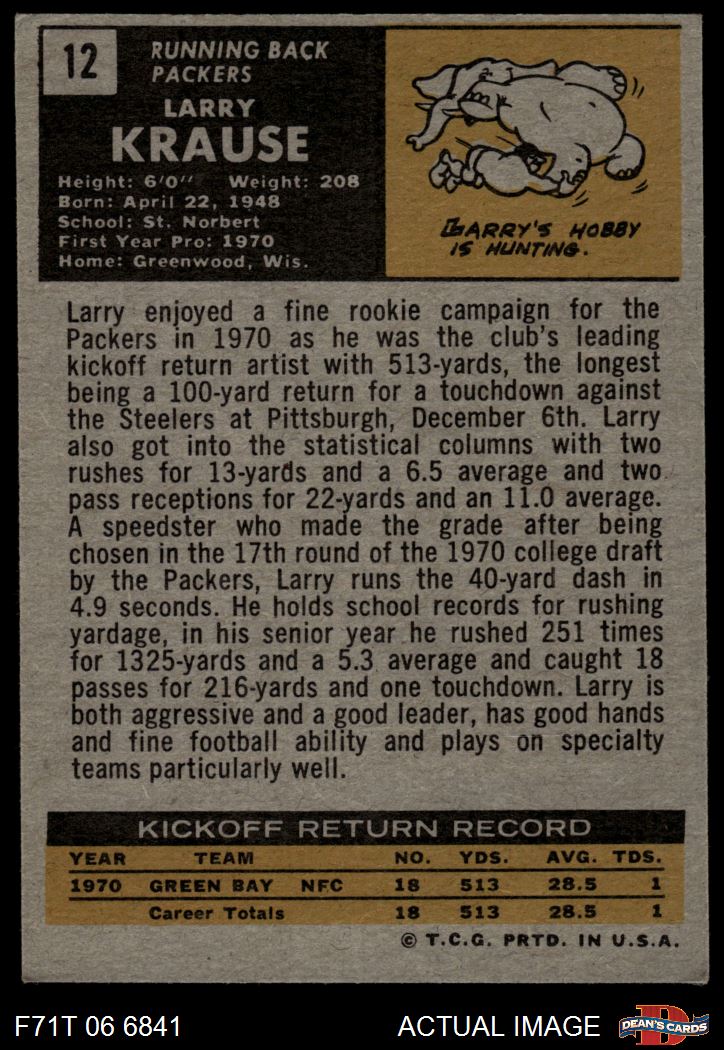 12
RUNNING BACK
PACKERS
LARRY
KRAUSE
Height: 6'0'' Weight: 208
Born: April 22, 1948
School: St. Norbert
First Year Pro: 1970
Home: Greenwood, Wis.
LARRY'S HOBBY
IS HUNTING.
Larry enjoyed a fine rookie campaign for the
Packers in 1970 as he was the club's leading
kickoff return artist with 513-yards, the longest
being a 100-yard return for a touchdown against
the Steelers at Pittsburgh, December 6th. Larry
also got into the statistical columns with two
rushes for 13-yards and a 6.5 average and two
pass receptions for 22-yards and an 11.0 average.
A speedster who made the grade after being
chosen in the 17th round of the 1970 college draft
by the Packers, Larry runs the 40-yard dash in
4.9 seconds. He holds school records for rushing
yardage, in his senior year he rushed 251 times
for 1325-yards and a 5.3 average and caught 18
passes for 216-yards and one touchdown. Larry is
both aggressive and a good leader, has good hands
and fine football ability and plays on specialty
teams particularly well.
KICKOFF RETURN RECORD
YEAR TEAM NO. YDS. AVG. TDS.
1970 GREEN BAY NFC 18 513 28.5 1
Career Totals 18 513 28.5 1
© T.C.G. PRTD. IN U.S.A.
F71T 06 6841 ACTUAL IMAGE D DEAN'S CARDS